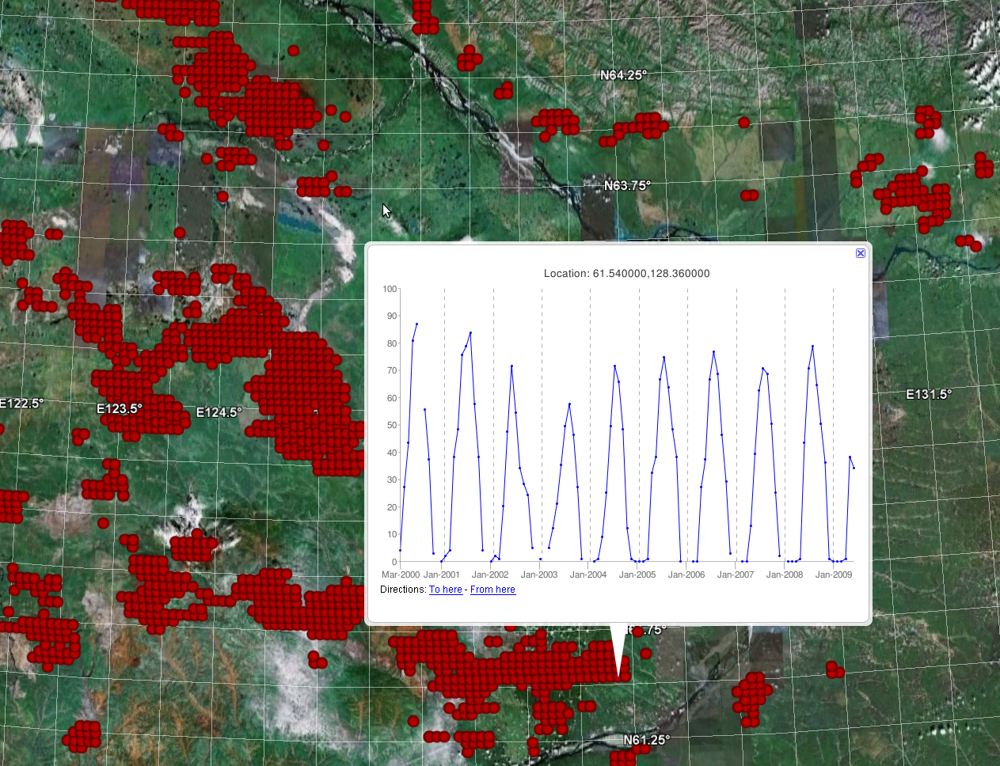 N64.25°
N63.75°
Location: 61.540000,128.360000
100
90
80
70
60
50
40
30
20
10
0
Mar-2000 Jan-2001 Jan-2002 Jan-2003 Jan-2004 Jan-2005 Jan-2006 Jan-2007 Jan-2008 Jan-2009
Directions: To here - From here
E122.5°
E123.5°
E124.5°
E131.5°
.75°
N61.25°